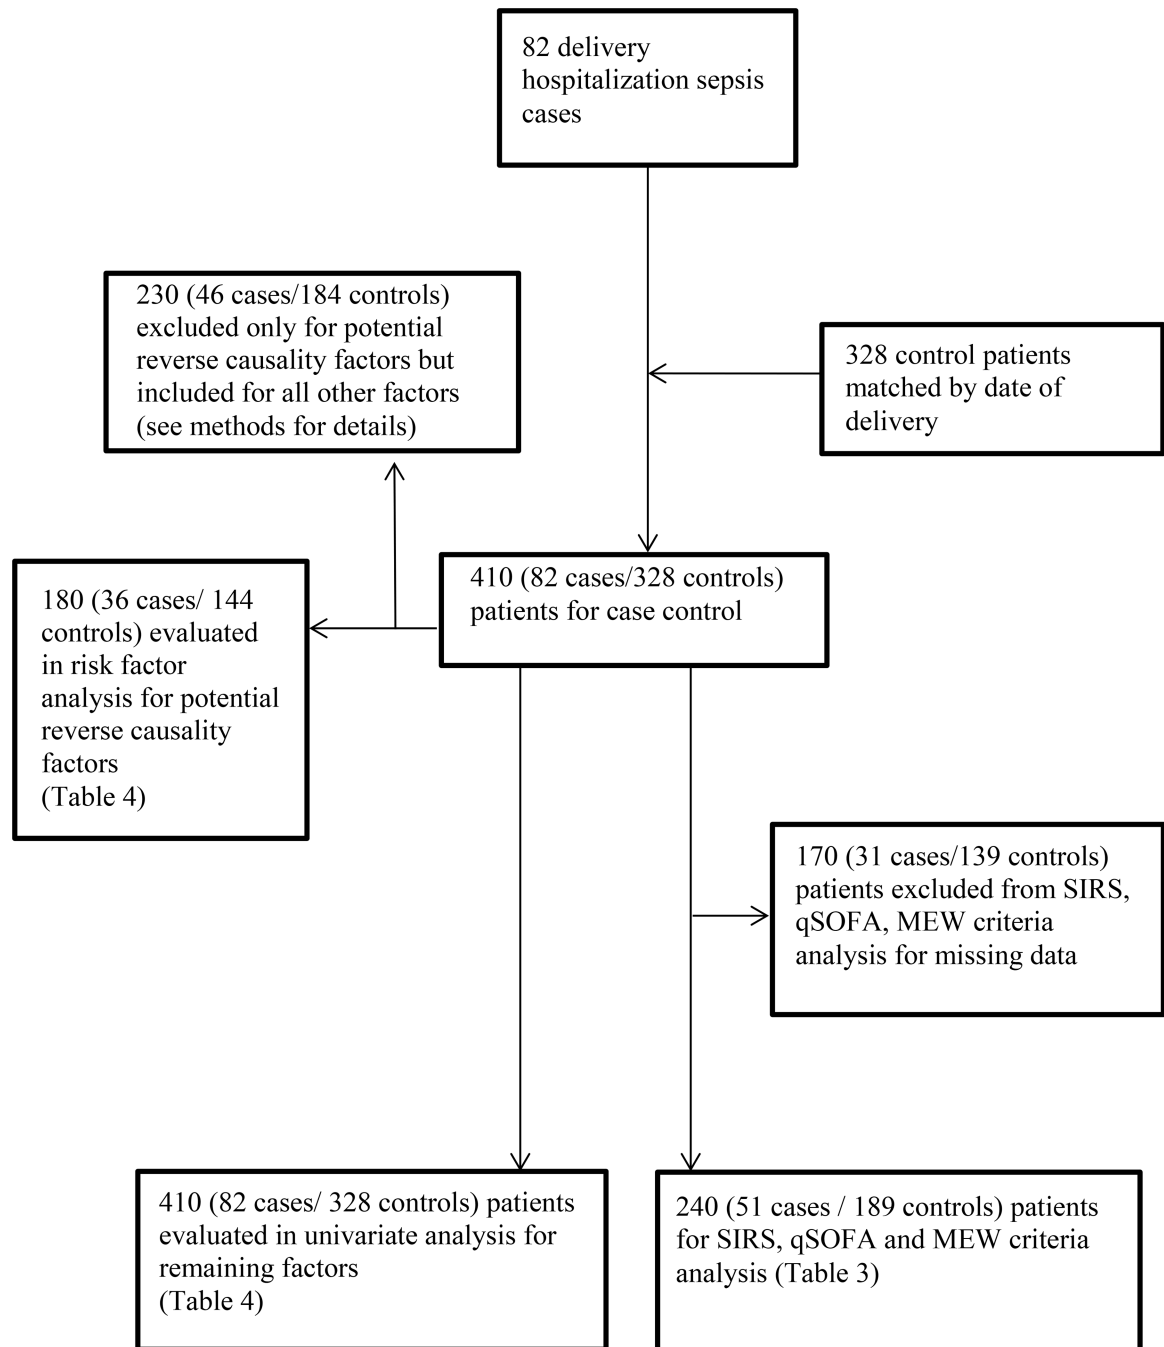 82 delivery
hospitalization sepsis
cases
230 (46 cases/184 controls)
excluded only for potential
reverse causality factors but
included for all other factors
(see methods for details)
328 control patients
matched by date of
delivery
410 (82 cases/328 controls)
patients for case control
180 (36 cases/ 144
controls) evaluated
in risk factor
analysis for potential
reverse causality
factors
(Table 4)
170 (31 cases/139 controls)
patients excluded from SIRS,
qSOFA, MEW criteria
analysis for missing data
410 (82 cases/ 328 controls) patients
evaluated in univariate analysis for
remaining factors
(Table 4)
240 (51 cases / 189 controls) patients
for SIRS, qSOFA and MEW criteria
analysis (Table 3)